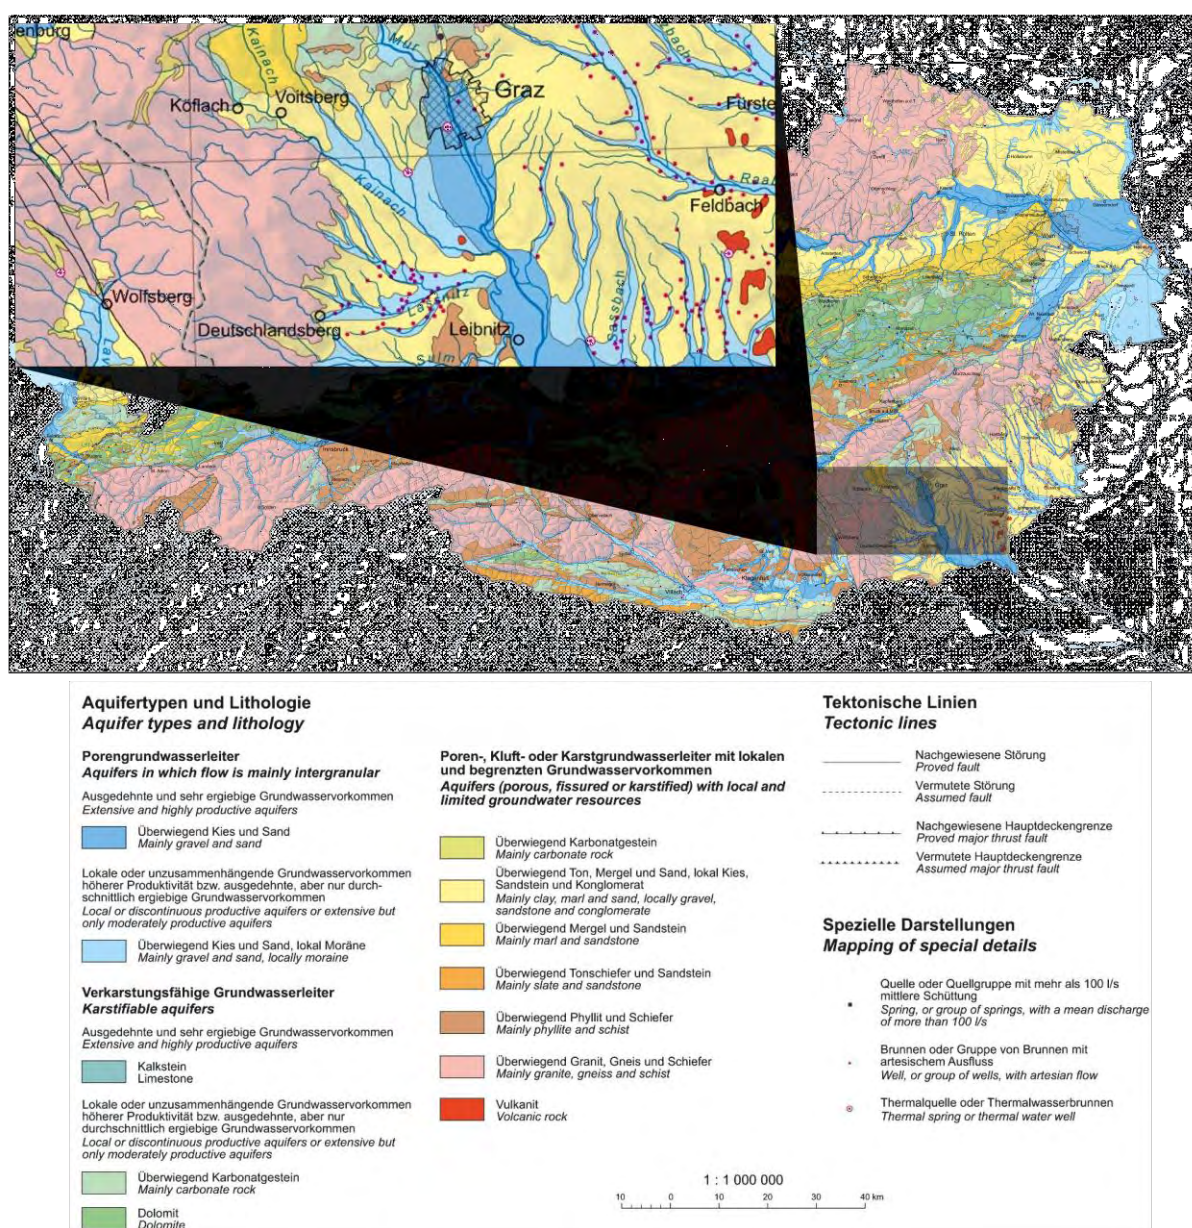 enburg
Kainach
Mur
Graz
Köflach
Voitsberg
Fürste
Kainach
Raab
Feldbach
Wolfsberg
Deutschlandsberg
Lassnitz
Leibnitz
Sulm
Sassbach
Lav
Graz
St. Pölten
Innsbruck
Villach
Klagenfurt
Aquifertypen und Lithologie
Aquifer types and lithology
Porengrundwasserleiter
Aquifers in which flow is mainly intergranular
Ausgedehnte und sehr ergiebige Grundwasservorkommen
Extensive and highly productive aquifers
Überwiegend Kies und Sand
Mainly gravel and sand
Lokale oder unzusammenhängende Grundwasservorkommen
höherer Produktivität bzw. ausgedehnte, aber nur durch-
schnittlich ergiebige Grundwasservorkommen
Local or discontinuous productive aquifers or extensive but
only moderately productive aquifers
Überwiegend Kies und Sand, lokal Moräne
Mainly gravel and sand, locally moraine
Verkarstungsfähige Grundwasserleiter
Karstifiable aquifers
Ausgedehnte und sehr ergiebige Grundwasservorkommen
Extensive and highly productive aquifers
Kalkstein
Limestone
Lokale oder unzusammenhängende Grundwasservorkommen
höherer Produktivität bzw. ausgedehnte, aber nur
durchschnittlich ergiebige Grundwasservorkommen
Local or discontinuous productive aquifers or extensive but
only moderately productive aquifers
Überwiegend Karbonatgestein
Mainly carbonate rock
Dolomit
Dolomite
Poren-, Kluft- oder Karstgrundwasserleiter mit lokalen
und begrenzten Grundwasservorkommen
Aquifers (porous, fissured or karstified) with local and
limited groundwater resources
Überwiegend Karbonatgestein
Mainly carbonate rock
Überwiegend Ton, Mergel und Sand, lokal Kies,
Sandstein und Konglomerat
Mainly clay, marl and sand, locally gravel,
sandstone and conglomerate
Überwiegend Mergel und Sandstein
Mainly marl and sandstone
Überwiegend Tonschiefer und Sandstein
Mainly slate and sandstone
Überwiegend Phyllit und Schiefer
Mainly phyllite and schist
Überwiegend Granit, Gneis und Schiefer
Mainly granite, gneiss and schist
Vulkanit
Volcanic rock
Tektonische Linien
Tectonic lines
Nachgewiesene Störung
Proved fault
Vermutete Störung
Assumed fault
Nachgewiesene Hauptdeckengrenze
Proved major thrust fault
Vermutete Hauptdeckengrenze
Assumed major thrust fault
Spezielle Darstellungen
Mapping of special details
Quelle oder Quellgruppe mit mehr als 100 l/s
mittlere Schüttung
Spring, or group of springs, with a mean discharge
of more than 100 l/s
Brunnen oder Gruppe von Brunnen mit
artesischem Ausfluss
Well, or group of wells, with artesian flow
Thermalquelle oder Thermalwasserbrunnen
Thermal spring or thermal water well
1 : 1 000 000
10 0 10 20 30 40 km